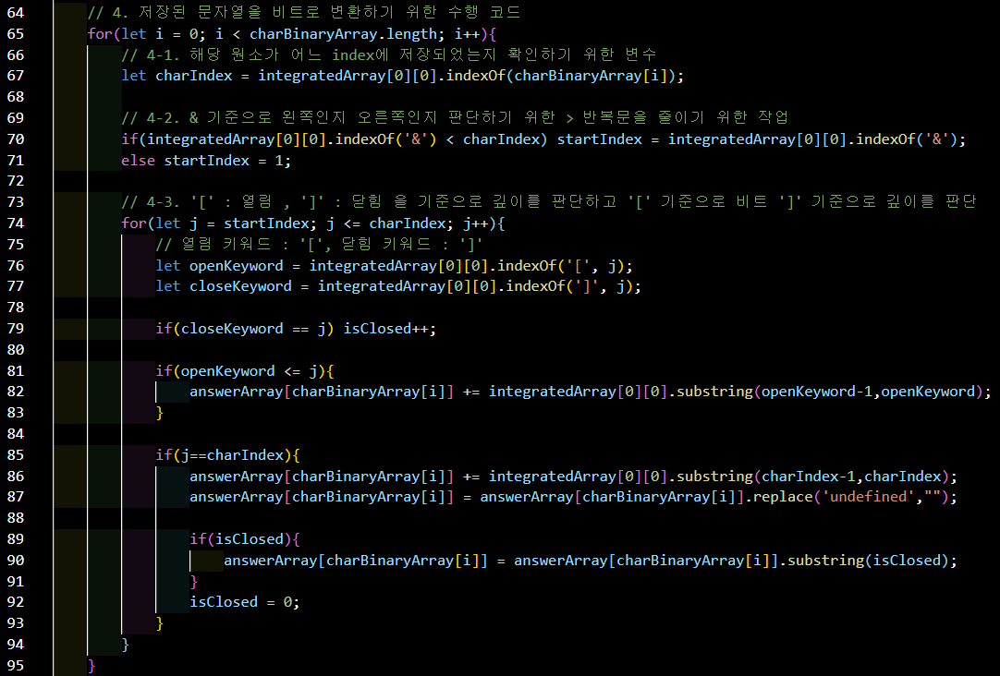 64 // 4. 저장된 문자열을 비트로 변환하기 위한 수행 코드
65 for(let i = 0; i < charBinaryArray.length; i++){
66 // 4-1. 해당 원소가 어느 index에 저장되었는지 확인하기 위한 변수
67 let charIndex = integratedArray[0][0].indexOf(charBinaryArray[i]);
68
69 // 4-2. & 기준으로 왼쪽인지 오른쪽인지 판단하기 위한 > 반복문을 줄이기 위한 작업
70 if(integratedArray[0][0].indexOf('&') < charIndex) startIndex = integratedArray[0][0].indexOf('&');
71 else startIndex = 1;
72
73 // 4-3. '[' : 열림 , ']' : 닫힘 을 기준으로 깊이를 판단하고 '[' 기준으로 비트 ']' 기준으로 깊이를 판단
74 for(let j = startIndex; j <= charIndex; j++){
75 // 열림 키워드 : '[', 닫힘 키워드 : ']'
76 let openKeyword = integratedArray[0][0].indexOf('[', j);
77 let closeKeyword = integratedArray[0][0].indexOf(']', j);
78
79 if(closeKeyword == j) isClosed++;
80
81 if(openKeyword <= j){
82 answerArray[charBinaryArray[i]] += integratedArray[0][0].substring(openKeyword-1,openKeyword);
83 }
84
85 if(j==charIndex){
86 answerArray[charBinaryArray[i]] += integratedArray[0][0].substring(charIndex-1,charIndex);
87 answerArray[charBinaryArray[i]] = answerArray[charBinaryArray[i]].replace('undefined',"");
88
89 if(isClosed){
90 answerArray[charBinaryArray[i]] = answerArray[charBinaryArray[i]].substring(isClosed);
91 }
92 isClosed = 0;
93 }
94 }
95 }